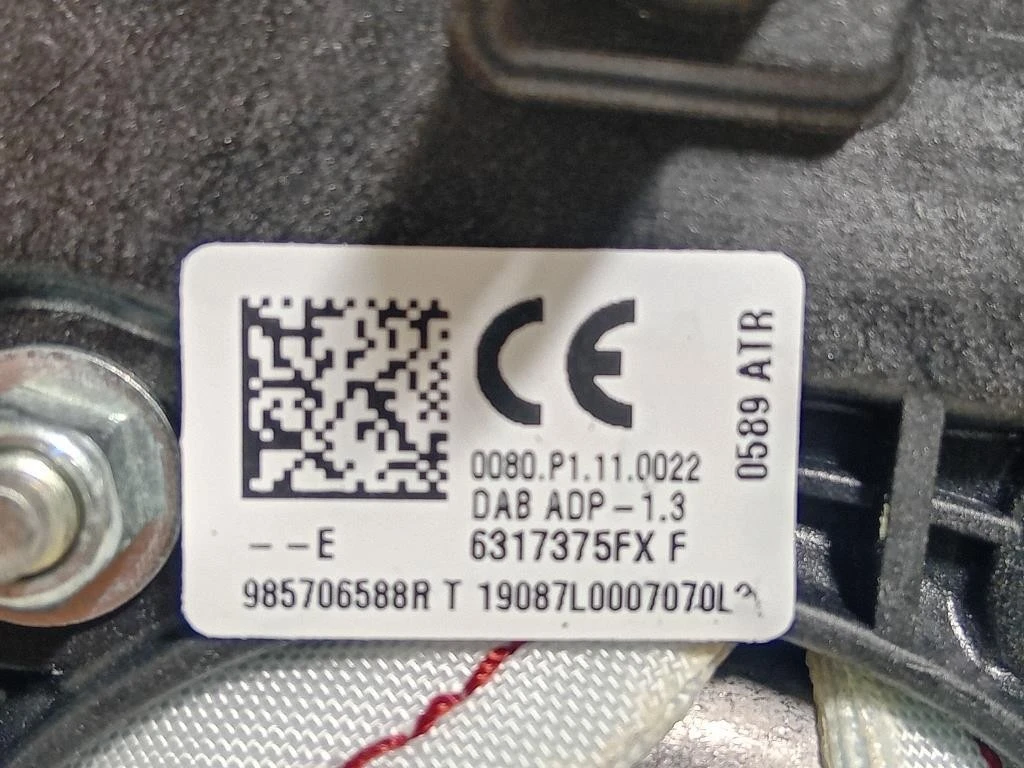 CE
0589 ATR
0080.P1.11.0022
DAB ADP-1.3
--E
6317375FX F
985706588R T 19087L0007070L